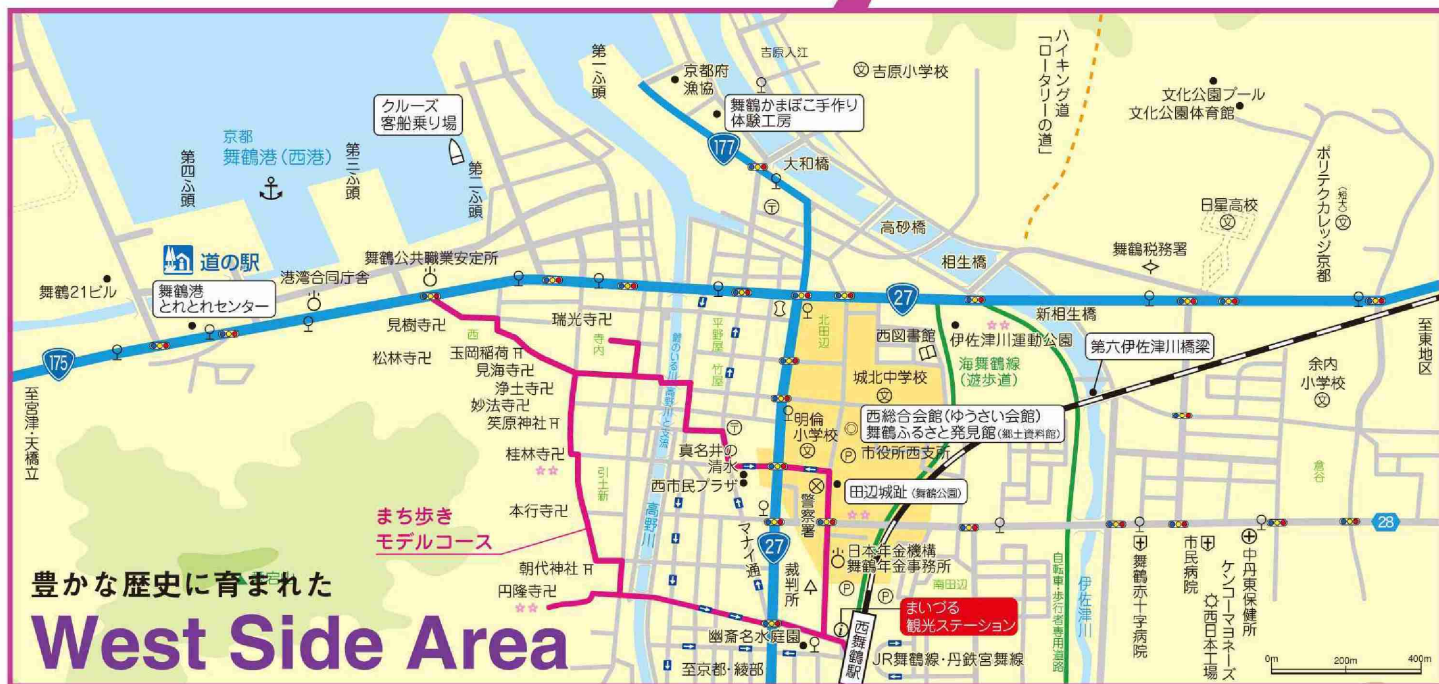 第一ふ頭
京都府
漁協
吉原入江
吉原小学校
ハイキング道
「ロータリーの道」
文化公園プール
文化公園体育館
クルーズ
客船乗り場
舞鶴かまぼこ手作り
体験工房
京都
舞鶴港(西港)
第四ふ頭
第三ふ頭
第二ふ頭
177
大和橋
高砂橋
相生橋
日星高校
ポリテクカレッジ京都
(短大)
舞鶴税務署
道の駅
舞鶴21ビル
舞鶴港
とれとれセンター
港湾合同庁舎
舞鶴公共職業安定所
27
新相生橋
175
至宮津・天橋立
見樹寺
西
瑞光寺
寺内
松林寺
玉岡稲荷
見海寺
浄土寺
妙法寺
笶原神社
桂林寺
平野屋
竹屋
北田辺
西図書館
伊佐津川運動公園
海舞鶴線
(遊歩道)
第六伊佐津川橋梁
至東地区
余内
小学校
城北中学校
明倫
小学校
西総合会館(ゆうさい会館)
舞鶴ふるさと発見館(郷土資料館)
市役所西支所
真名井の
清水
西市民プラザ
田辺城趾(舞鶴公園)
警察署
引土新
本行寺
高野川
マナイ通
27
倉谷
28
まち歩き
モデルコース
日本年金機構
舞鶴年金事務所
裁判所
南田辺
自転車・歩行者専用道路
伊佐津川
舞鶴赤十字病院
市民病院
中丹東保健所
ケンコーマヨネーズ
西日本工場
朝代神社
円隆寺
まいづる
観光ステーション
幽斎名水庭園
西舞鶴駅
至京都・綾部
JR舞鶴線・丹鉄宮舞線
豊かな歴史に育まれた
West Side Area
0m 200m 400m